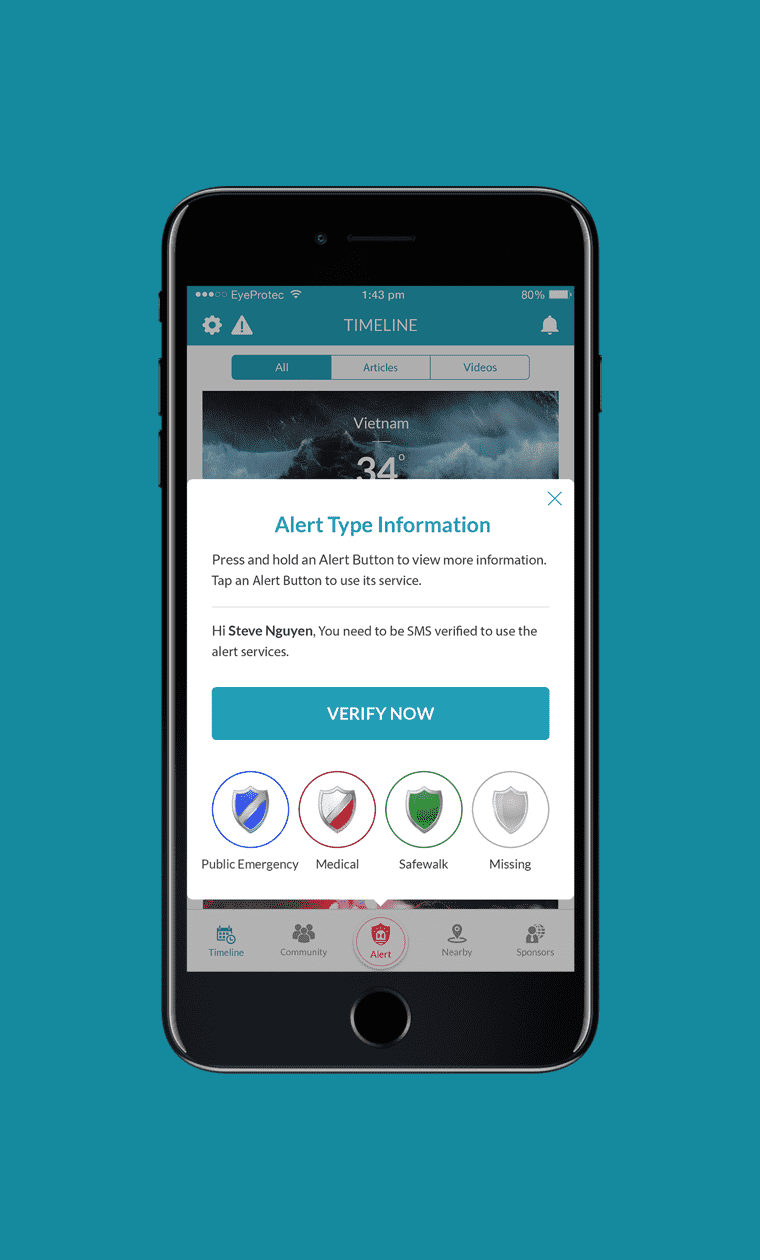 EyeProtec 1:43 pm 80%
TIMELINE
All Articles Videos
Vietnam
34°
Alert Type Information
Press and hold an Alert Button to view more information.
Tap an Alert Button to use its service.
Hi Steve Nguyen, You need to be SMS verified to use the
alert services.
VERIFY NOW
Public Emergency Medical Safewalk Missing
Timeline Community Alert Nearby Sponsors